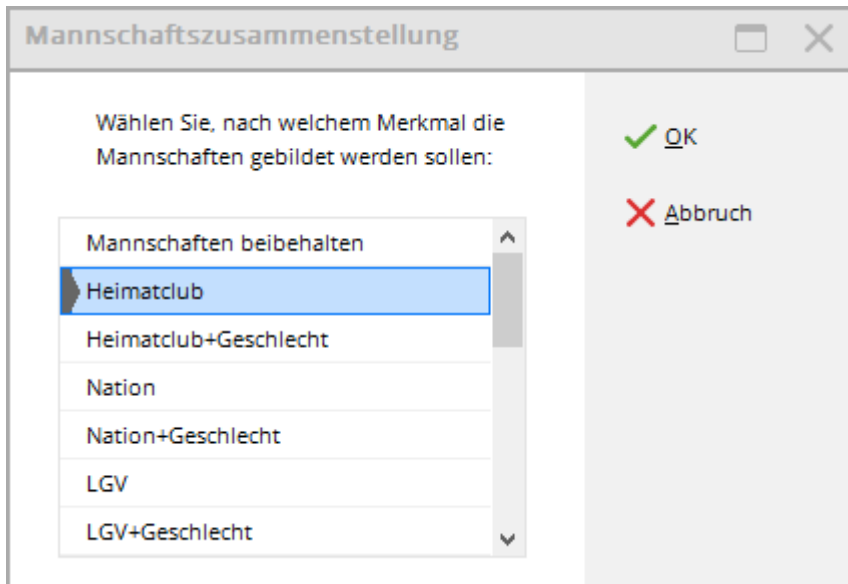 Mannschaftszusammenstellung
Wählen Sie, nach welchem Merkmal die
Mannschaften gebildet werden sollen:
Mannschaften beibehalten
Heimatclub
Heimatclub+Geschlecht
Nation
Nation+Geschlecht
LGV
LGV+Geschlecht
OK
Abbruch